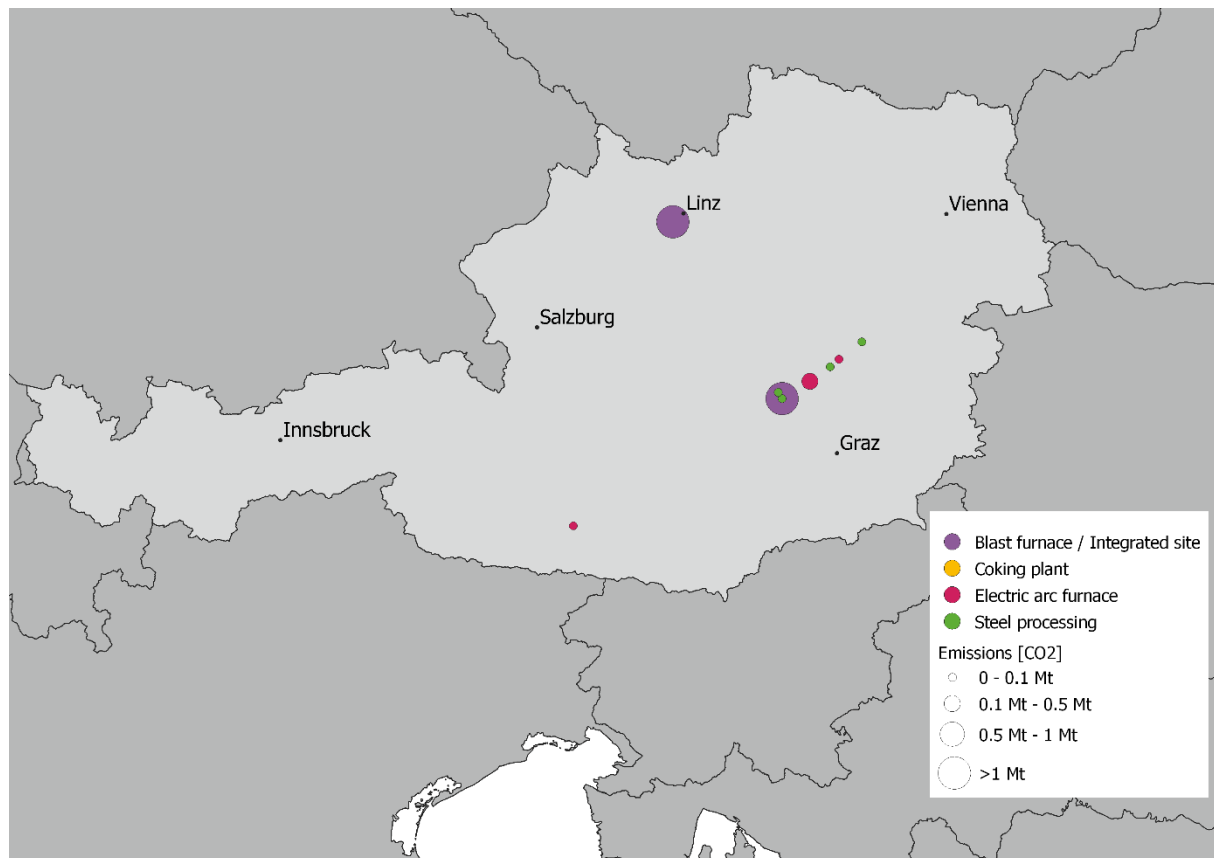 Linz
Vienna
Salzburg
Innsbruck
Graz
Blast furnace / Integrated site
Coking plant
Electric arc furnace
Steel processing
Emissions [CO2]
0 - 0.1 Mt
0.1 Mt - 0.5 Mt
0.5 Mt - 1 Mt
>1 Mt